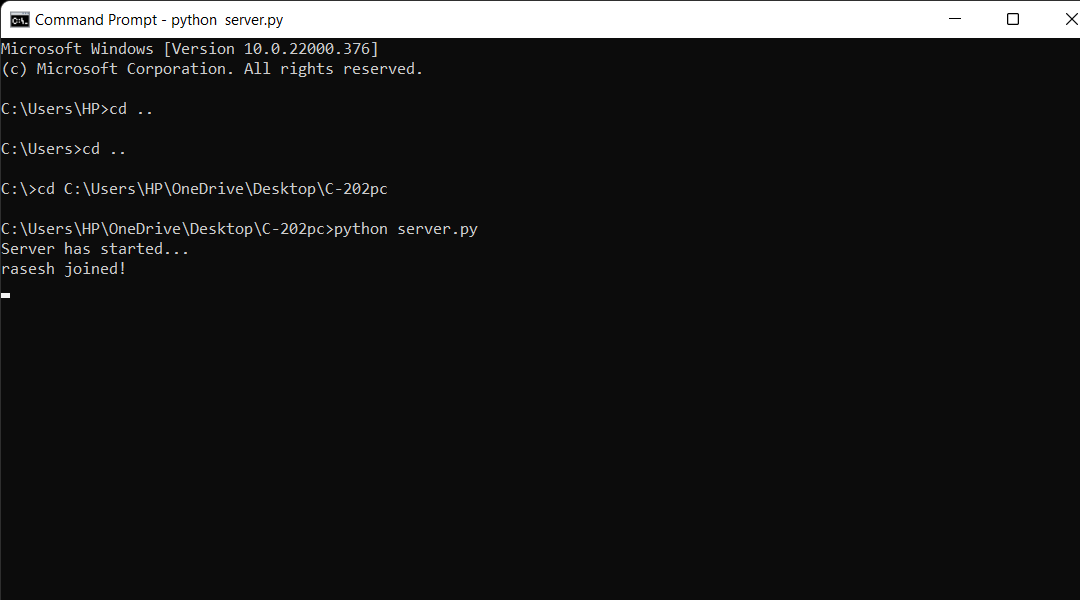 Command Prompt - python  server.py
Microsoft Windows [Version 10.0.22000.376]
(c) Microsoft Corporation. All rights reserved.
C:\Users\HP>cd ..
C:\Users>cd ..
C:\>cd C:\Users\HP\OneDrive\Desktop\C-202pc
C:\Users\HP\OneDrive\Desktop\C-202pc>python server.py
Server has started...
rasesh joined!